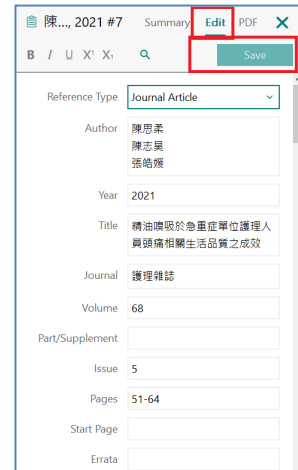 陳..., 2021 #7 Summary Edit PDF
B I U X¹ X₁ Save
Reference Type Journal Article
Author 陳思柔
陳志昊
張皓媛
Year 2021
Title 精油嗅吸於急重症單位護理人
員頭痛相關生活品質之成效
Journal 護理雜誌
Volume 68
Part/Supplement
Issue 5
Pages 51-64
Start Page
Errata